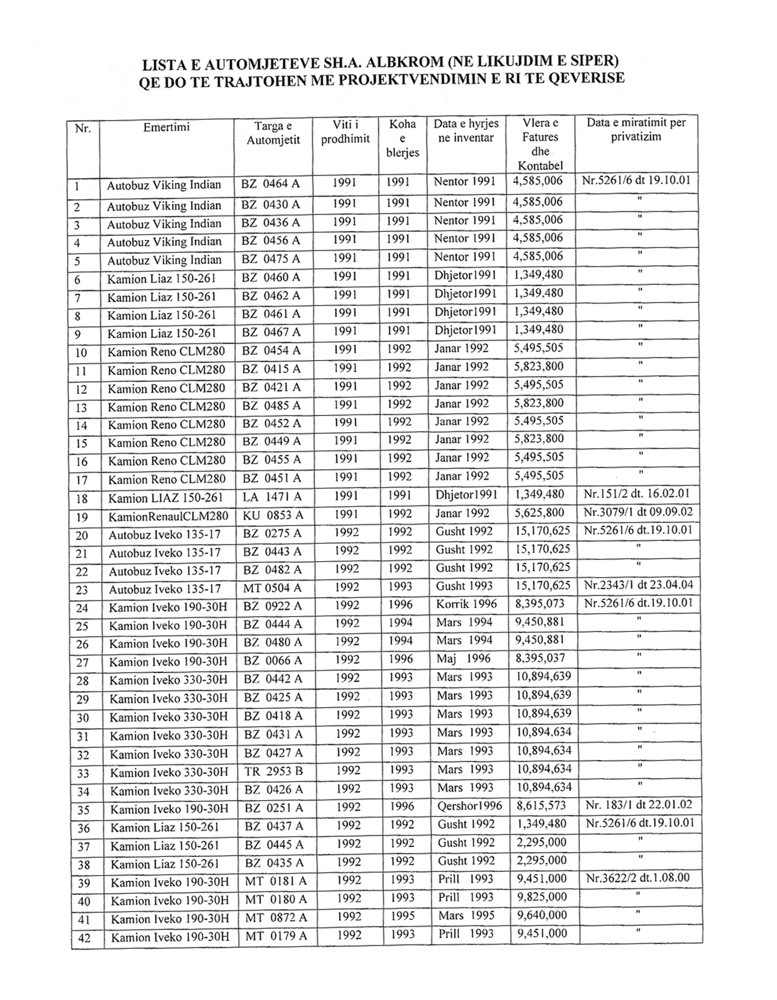 LISTA E AUTOMJETEVE SH.A. ALBKROM (NE LIKUJDIM E SIPER)
QE DO TE TRAJTOHEN ME PROJEKTVENDIMIN E RI TE QEVERISE
Nr. Emertimi Targa e Automjetit Viti i prodhimit Koha e blerjes Data e hyrjes ne inventar Vlera e Fatures dhe Kontabel Data e miratimit per privatizim
1 Autobuz Viking Indian BZ 0464 A 1991 1991 Nentor 1991 4,585,006 Nr.5261/6 dt 19.10.01
2 Autobuz Viking Indian BZ 0430 A 1991 1991 Nentor 1991 4,585,006 "
3 Autobuz Viking Indian BZ 0436 A 1991 1991 Nentor 1991 4,585,006 "
4 Autobuz Viking Indian BZ 0456 A 1991 1991 Nentor 1991 4,585,006 "
5 Autobuz Viking Indian BZ 0475 A 1991 1991 Nentor 1991 4,585,006 "
6 Kamion Liaz 150-261 BZ 0460 A 1991 1991 Dhjetor1991 1,349,480 "
7 Kamion Liaz 150-261 BZ 0462 A 1991 1991 Dhjetor1991 1,349,480 "
8 Kamion Liaz 150-261 BZ 0461 A 1991 1991 Dhjetor1991 1,349,480 "
9 Kamion Liaz 150-261 BZ 0467 A 1991 1991 Dhjetor1991 1,349,480 "
10 Kamion Reno CLM280 BZ 0454 A 1991 1992 Janar 1992 5,495,505 "
11 Kamion Reno CLM280 BZ 0415 A 1991 1992 Janar 1992 5,823,800 "
12 Kamion Reno CLM280 BZ 0421 A 1991 1992 Janar 1992 5,495,505 "
13 Kamion Reno CLM280 BZ 0485 A 1991 1992 Janar 1992 5,823,800 "
14 Kamion Reno CLM280 BZ 0452 A 1991 1992 Janar 1992 5,495,505 "
15 Kamion Reno CLM280 BZ 0449 A 1991 1992 Janar 1992 5,823,800 "
16 Kamion Reno CLM280 BZ 0455 A 1991 1992 Janar 1992 5,495,505 "
17 Kamion Reno CLM280 BZ 0451 A 1991 1992 Janar 1992 5,495,505 "
18 Kamion LIAZ 150-261 LA 1471 A 1991 1991 Dhjetor1991 1,349,480 Nr.151/2 dt. 16.02.01
19 KamionRenaulCLM280 KU 0853 A 1991 1992 Janar 1992 5,625,800 Nr.3079/1 dt 09.09.02
20 Autobuz Iveko 135-17 BZ 0275 A 1992 1992 Gusht 1992 15,170,625 Nr.5261/6 dt.19.10.01
21 Autobuz Iveko 135-17 BZ 0443 A 1992 1992 Gusht 1992 15,170,625 "
22 Autobuz Iveko 135-17 BZ 0482 A 1992 1992 Gusht 1992 15,170,625 "
23 Autobuz Iveko 135-17 MT 0504 A 1992 1993 Gusht 1993 15,170,625 Nr.2343/1 dt 23.04.04
24 Kamion Iveko 190-30H BZ 0922 A 1992 1996 Korrik 1996 8,395,073 Nr.5261/6 dt.19.10.01
25 Kamion Iveko 190-30H BZ 0444 A 1992 1994 Mars 1994 9,450,881 "
26 Kamion Iveko 190-30H BZ 0480 A 1992 1994 Mars 1994 9,450,881 "
27 Kamion Iveko 190-30H BZ 0066 A 1992 1996 Maj 1996 8,395,037 "
28 Kamion Iveko 330-30H BZ 0442 A 1992 1993 Mars 1993 10,894,639 "
29 Kamion Iveko 330-30H BZ 0425 A 1992 1993 Mars 1993 10,894,639 "
30 Kamion Iveko 330-30H BZ 0418 A 1992 1993 Mars 1993 10,894,639 "
31 Kamion Iveko 330-30H BZ 0431 A 1992 1993 Mars 1993 10,894,634 "
32 Kamion Iveko 330-30H BZ 0427 A 1992 1993 Mars 1993 10,894,634 "
33 Kamion Iveko 330-30H TR 2953 B 1992 1993 Mars 1993 10,894,634 "
34 Kamion Iveko 330-30H BZ 0426 A 1992 1993 Mars 1993 10,894,634 "
35 Kamion Iveko 190-30H BZ 0251 A 1992 1996 Qershor1996 8,615,573 Nr. 183/1 dt 22.01.02
36 Kamion Liaz 150-261 BZ 0437 A 1992 1992 Gusht 1992 1,349,480 Nr.5261/6 dt.19.10.01
37 Kamion Liaz 150-261 BZ 0445 A 1992 1992 Gusht 1992 2,295,000 "
38 Kamion Liaz 150-261 BZ 0435 A 1992 1992 Gusht 1992 2,295,000 "
39 Kamion Iveko 190-30H MT 0181 A 1992 1993 Prill 1993 9,451,000 Nr.3622/2 dt.1.08.00
40 Kamion Iveko 190-30H MT 0180 A 1992 1993 Prill 1993 9,825,000 "
41 Kamion Iveko 190-30H MT 0872 A 1992 1995 Mars 1995 9,640,000 "
42 Kamion Iveko 190-30H MT 0179 A 1992 1993 Prill 1993 9,451,000 "